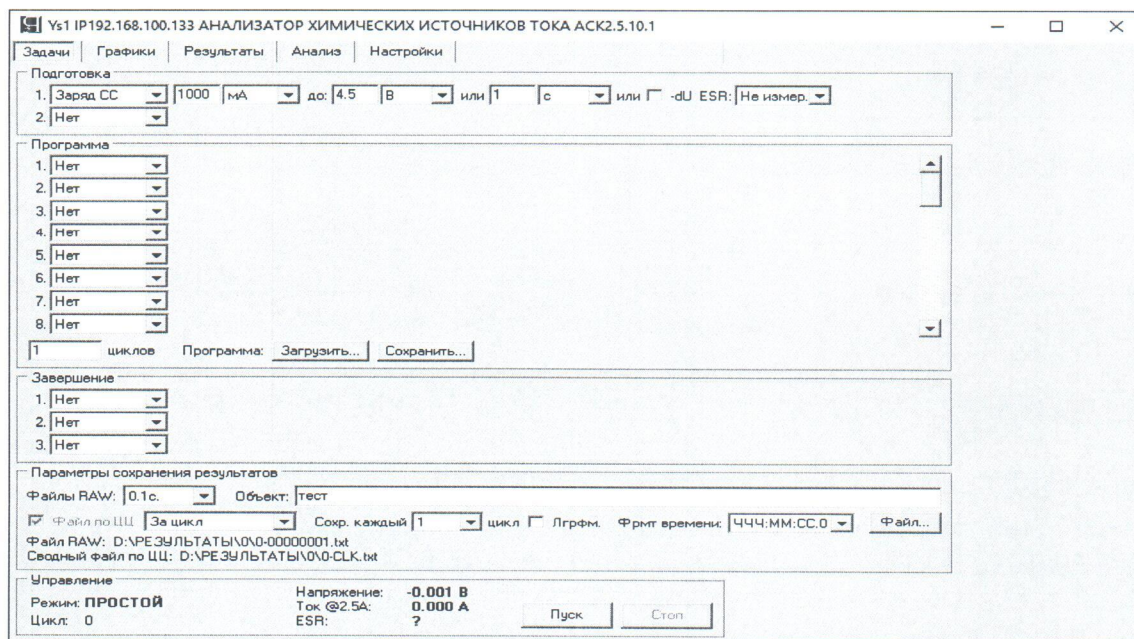 Ys1 IP192.168.100.133 АНАЛИЗАТОР ХИМИЧЕСКИХ ИСТОЧНИКОВ ТОКА АСК2.5.10.1
Задачи Графики Результаты Анализ Настройки
Подготовка
1. Заряд CC 1000 мА до: 4.5 В или 1 с или -dU ESR: Не измер.
2. Нет
Программа
1. Нет
2. Нет
3. Нет
4. Нет
5. Нет
6. Нет
7. Нет
8. Нет
1 циклов Программа: Загрузить... Сохранить...
Завершение
1. Нет
2. Нет
3. Нет
Параметры сохранения результатов
Файлы RAW: 0.1с. Объект: тест
Файл по ЦЦ За цикл Сохр. каждый 1 цикл Лгрфм. Фрмт времени: ЧЧЧ:ММ:СС.0 Файл...
Файл RAW: D:\РЕЗУЛЬТАТЫ\0\0-00000001.txt
Сводный файл по ЦЦ: D:\РЕЗУЛЬТАТЫ\0\0-CLK.txt
Управление
Режим: ПРОСТОЙ
Цикл: 0
Напряжение: -0.001 В
Ток @2.5А: 0.000 А
ESR: ?
Пуск Стоп